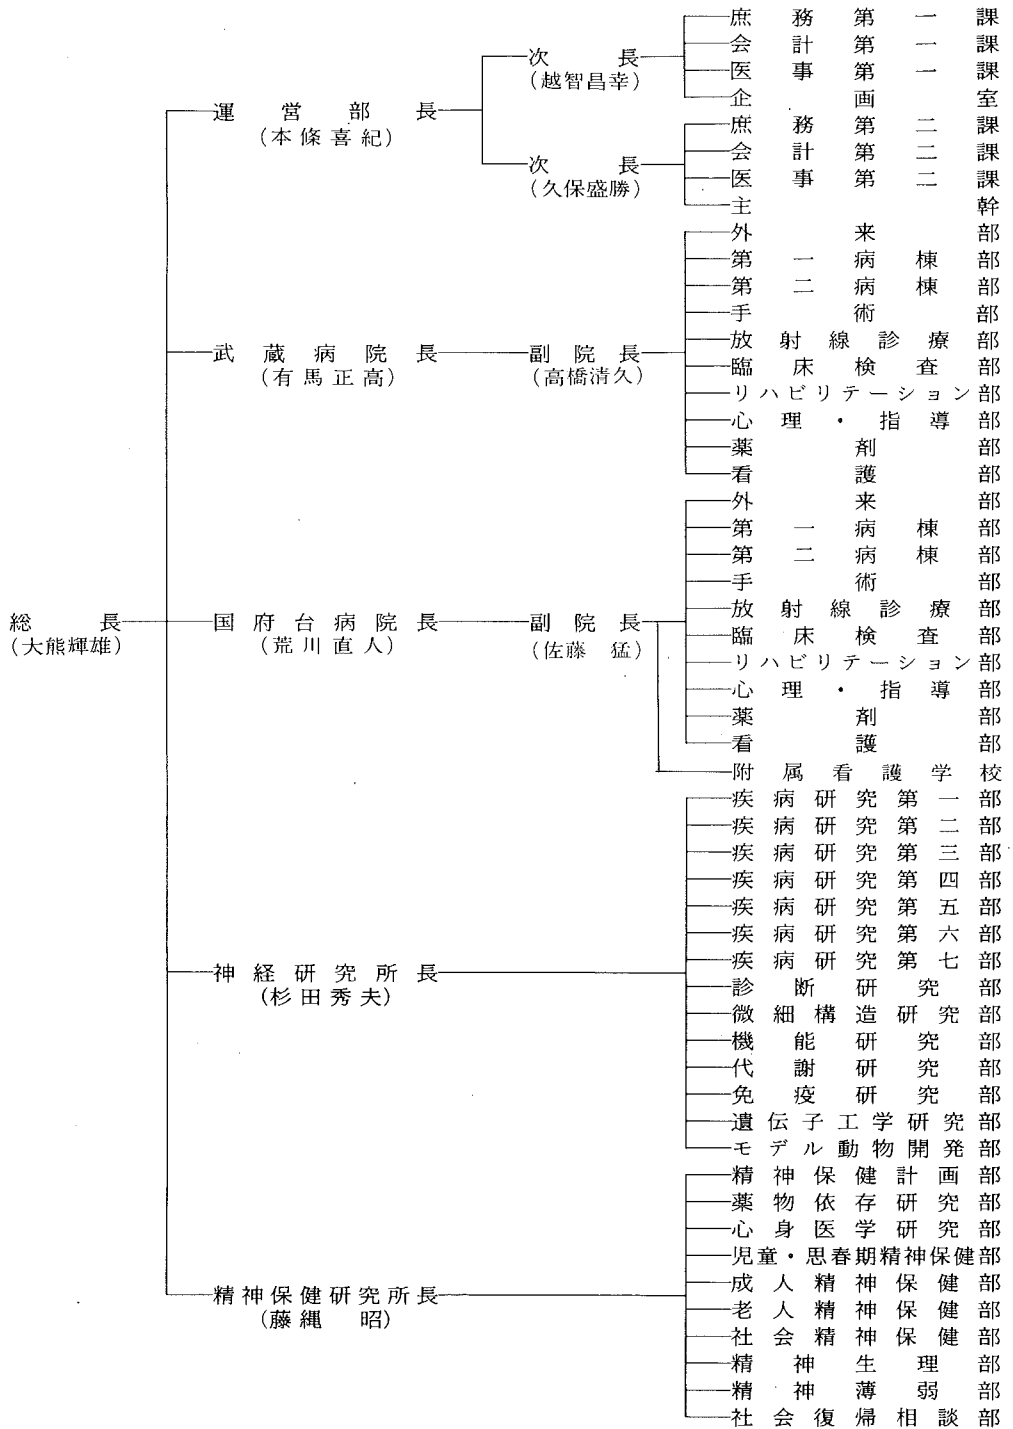 総長
(大熊輝雄)
運営部長
(本條喜紀)
次長
(越智昌幸)
庶務第一課
会計第一課
医事第一課
企画室
次長
(久保盛勝)
庶務第二課
会計第二課
医事第二課
主幹
武蔵病院長
(有馬正高)
副院長
(高橋清久)
外来部
第一病棟部
第二病棟部
手術部
放射線診療部
臨床検査部
リハビリテーション部
心理・指導部
薬剤部
看護部
国府台病院長
(荒川直人)
副院長
(佐藤 猛)
外来部
第一病棟部
第二病棟部
手術部
放射線診療部
臨床検査部
リハビリテーション部
心理・指導部
薬剤部
看護部
附属看護学校
神経研究所長
(杉田秀夫)
疾病研究第一部
疾病研究第二部
疾病研究第三部
疾病研究第四部
疾病研究第五部
疾病研究第六部
疾病研究第七部
診断研究部
微細構造研究部
機能研究部
代謝研究部
免疫研究部
遺伝子工学研究部
モデル動物開発部
精神保健研究所長
(藤縄 昭)
精神保健計画部
薬物依存研究部
心身医学研究部
児童・思春期精神保健部
成人精神保健部
老人精神保健部
社会精神保健部
精神生理部
精神薄弱部
社会復帰相談部